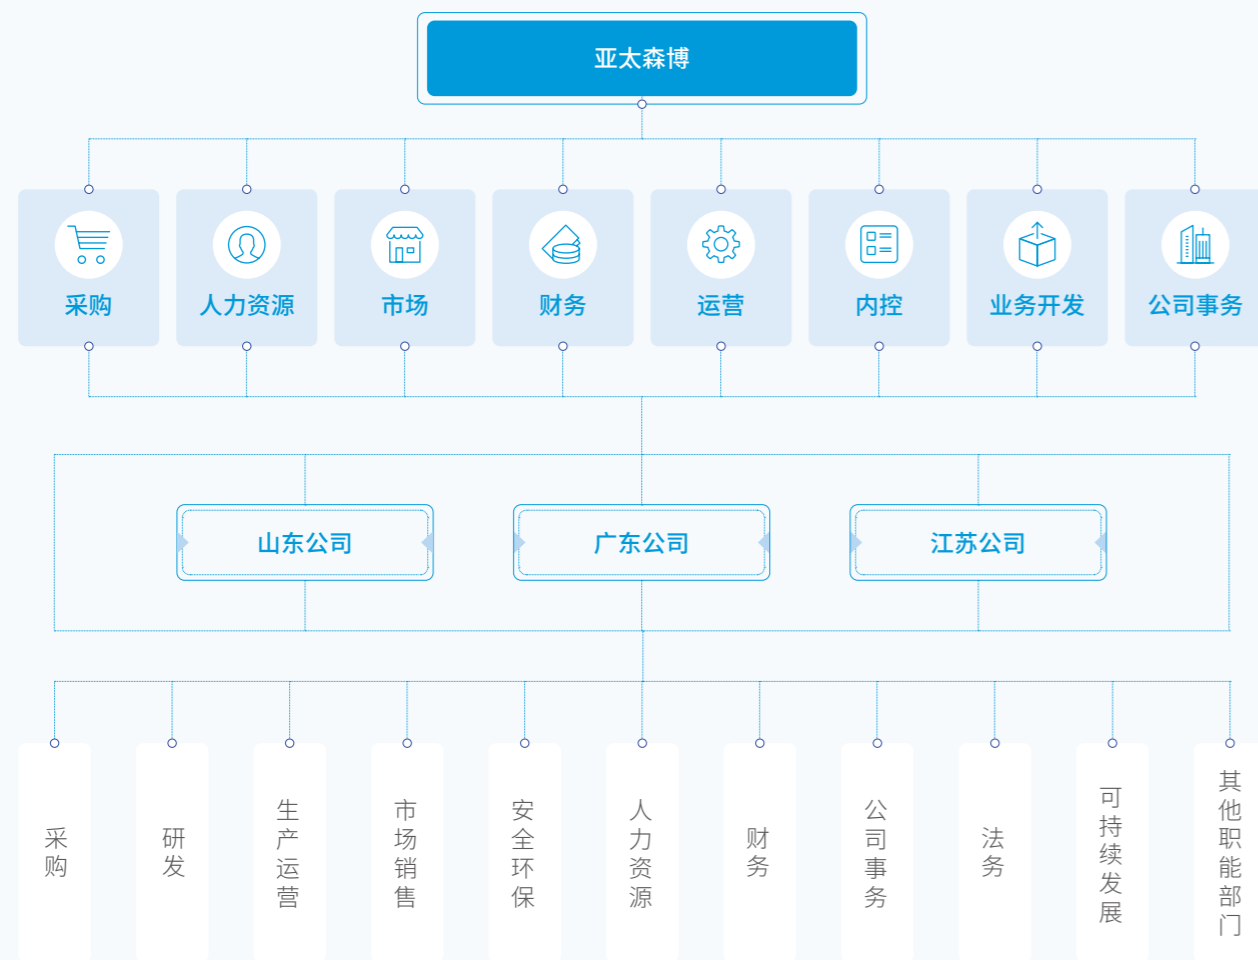 亚太森博
采购
人力资源
市场
财务
运营
内控
业务开发
公司事务
山东公司
广东公司
江苏公司
采购
研发
生产运营
市场销售
安全环保
人力资源
财务
公司事务
法务
可持续发展
其他职能部门